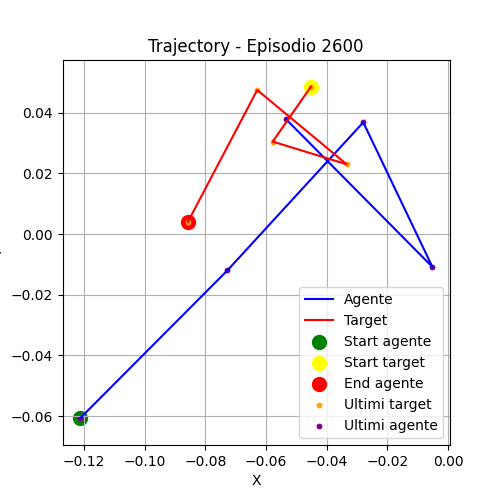 Trajectory - Episodio 2600
0.04
0.02
0.00
−0.02
−0.04
−0.06
−0.12 −0.10 −0.08 −0.06 −0.04 −0.02 0.00
X
Agente
Target
Start agente
Start target
End agente
Ultimi target
Ultimi agente